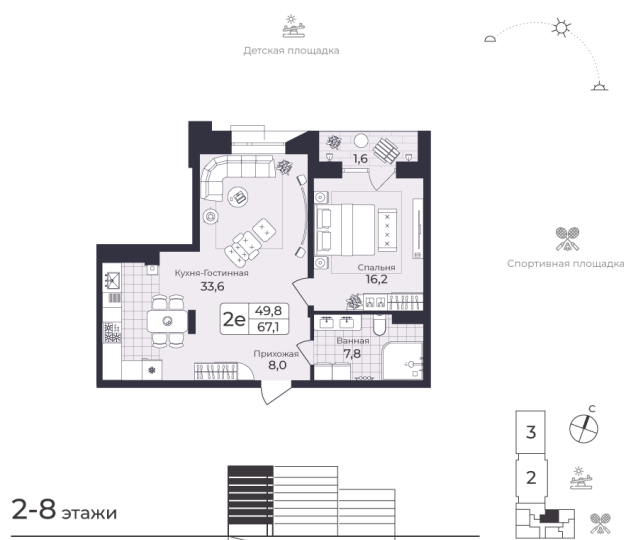 Детская площадка
1,6
Спортивная площадка
Кухня-Гостинная
33,6
Спальня
16,2
2е
49,8
67,1
Прихожая
8,0
Ванная
7,8
С
3
2
2-8 этажи